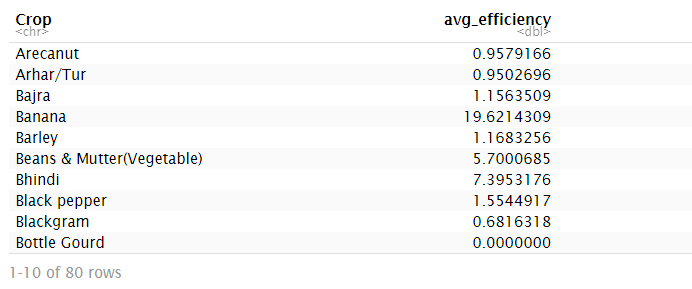 Crop avg_efficiency
<chr> <dbl>
Arecanut 0.9579166
Arhar/Tur 0.9502696
Bajra 1.1563509
Banana 19.6214309
Barley 1.1683256
Beans & Mutter(Vegetable) 5.7000685
Bhindi 7.3953176
Black pepper 1.5544917
Blackgram 0.6816318
Bottle Gourd 0.0000000
1-10 of 80 rows